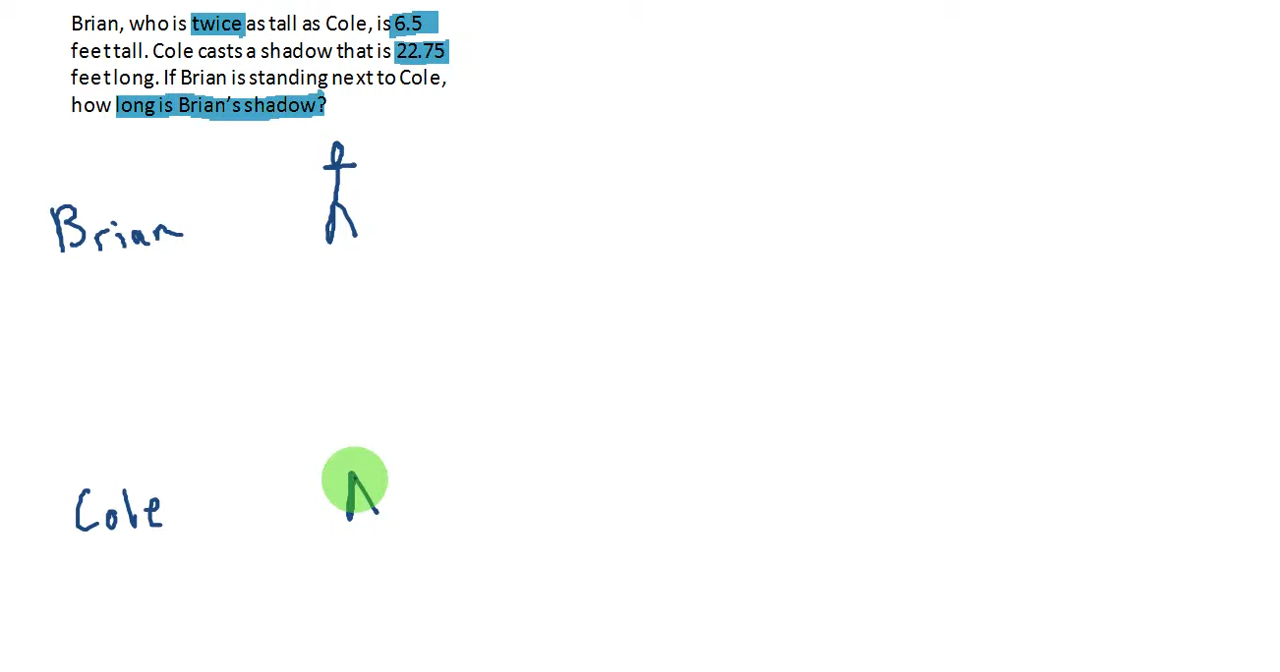 Brian, who is twice as tall as Cole, is 6.5
feet tall. Cole casts a shadow that is 22.75
feet long. If Brian is standing next to Cole,
how long is Brian's shadow?
Brian
Cole